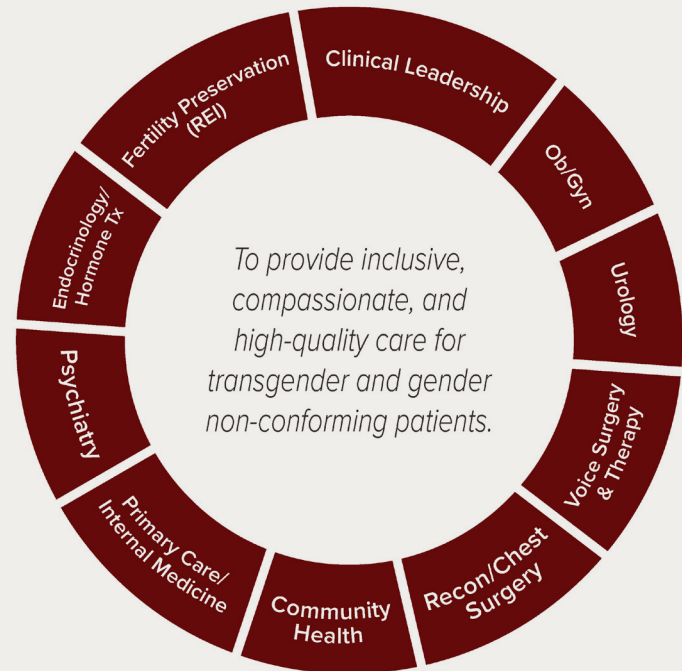 Clinical Leadership
Ob/Gyn
Urology
Voice Surgery
& Therapy
Recon/Chest
Surgery
Community
Health
Primary Care/
Internal Medicine
Psychiatry
Endocrinology/
Hormone Tx
Fertility Preservation
(REI)
To provide inclusive,
compassionate, and
high-quality care for
transgender and gender
non-conforming patients.